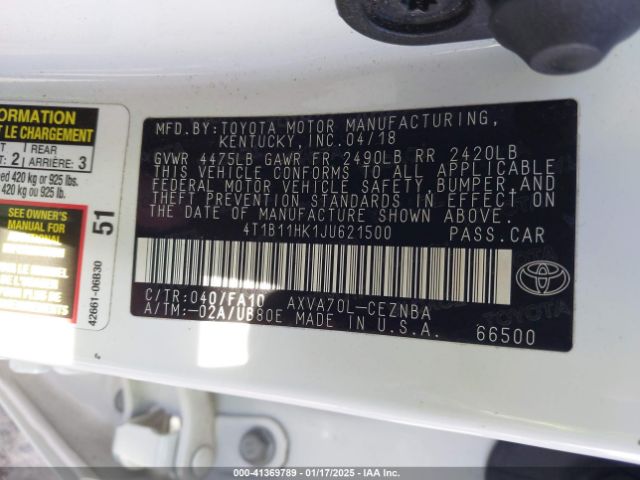 ORMATION
T LE CHARGEMENT
T 2 REAR ARRIÈRE: 3
ed 420 kg or 925 lbs.
420 kg ou 925 lb.
SEE OWNER'S
MANUAL FOR
51
42661-06B30
MFD.BY:TOYOTA MOTOR MANUFACTURING,
KENTUCKY,INC.04/18
GVWR 4475LB GAWR FR 2490LB RR 2420LB
THIS VEHICLE CONFORMS TO ALL APPLICABLE
FEDERAL MOTOR VEHICLE SAFETY,BUMPER,AND
THEFT PREVENTION STANDARDS IN EFFECT ON
THE DATE OF MANUFACTURE SHOWN ABOVE.
4T1B11HK1JU621500 PASS.CAR
C/TR:040/FA10 AXVA70L-CEZNBA
A/TM:-02A/UB80E MADE IN U.S.A.
66500
TOYOTA
000-41369789 — 01/17/2025 — IAA, Inc. ©